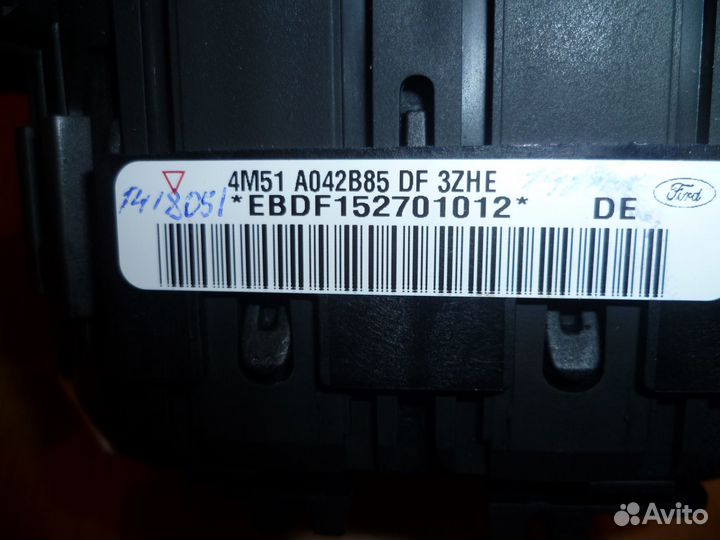 4M51 A042B85 DF 3ZHE
1418051
*EBDF152701012* DE
Ford
Avito